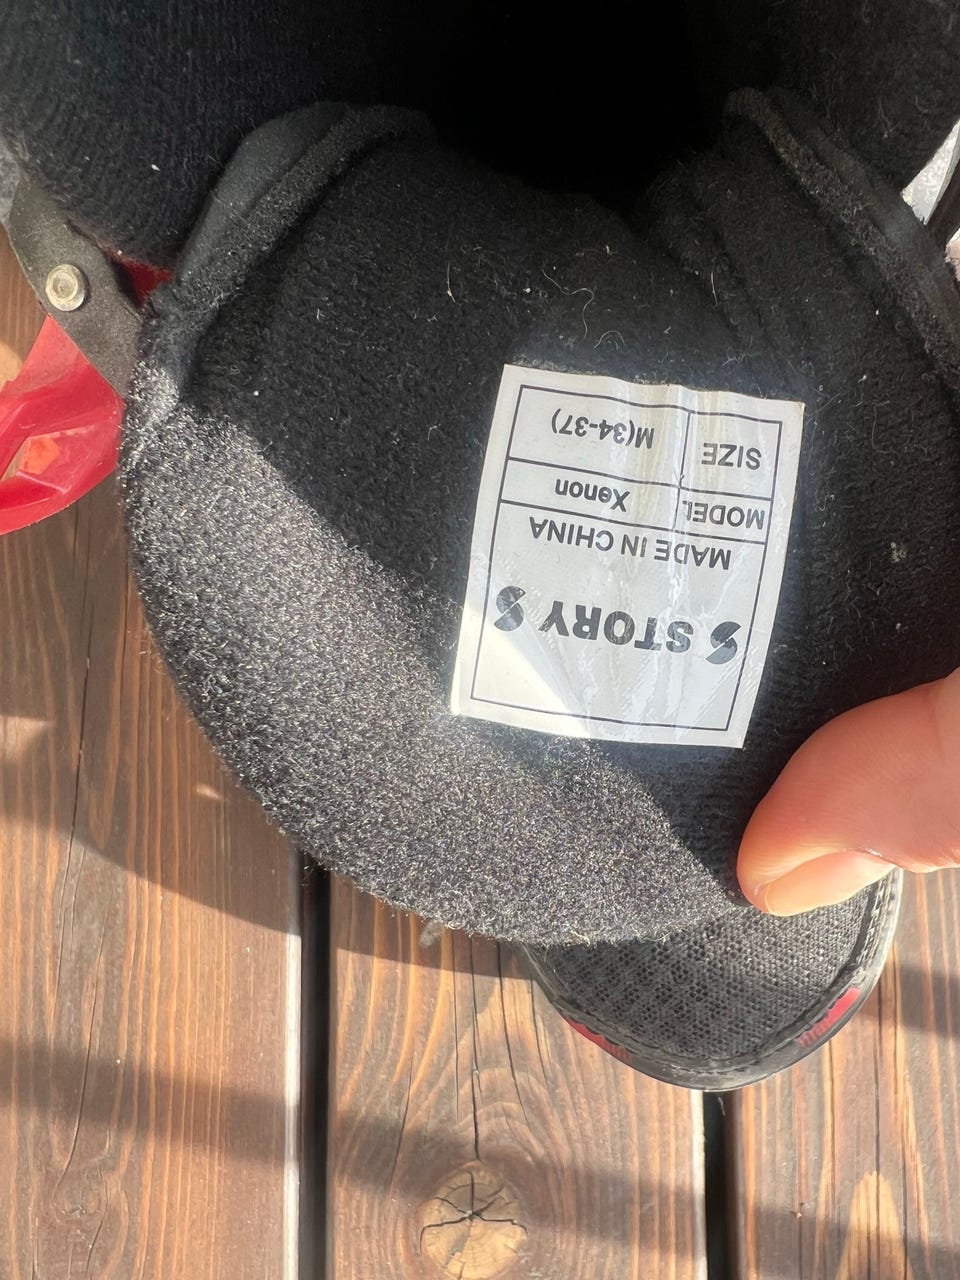 STORY S
MADE IN CHINA
MODEL Xenon
SIZE M(34-37)